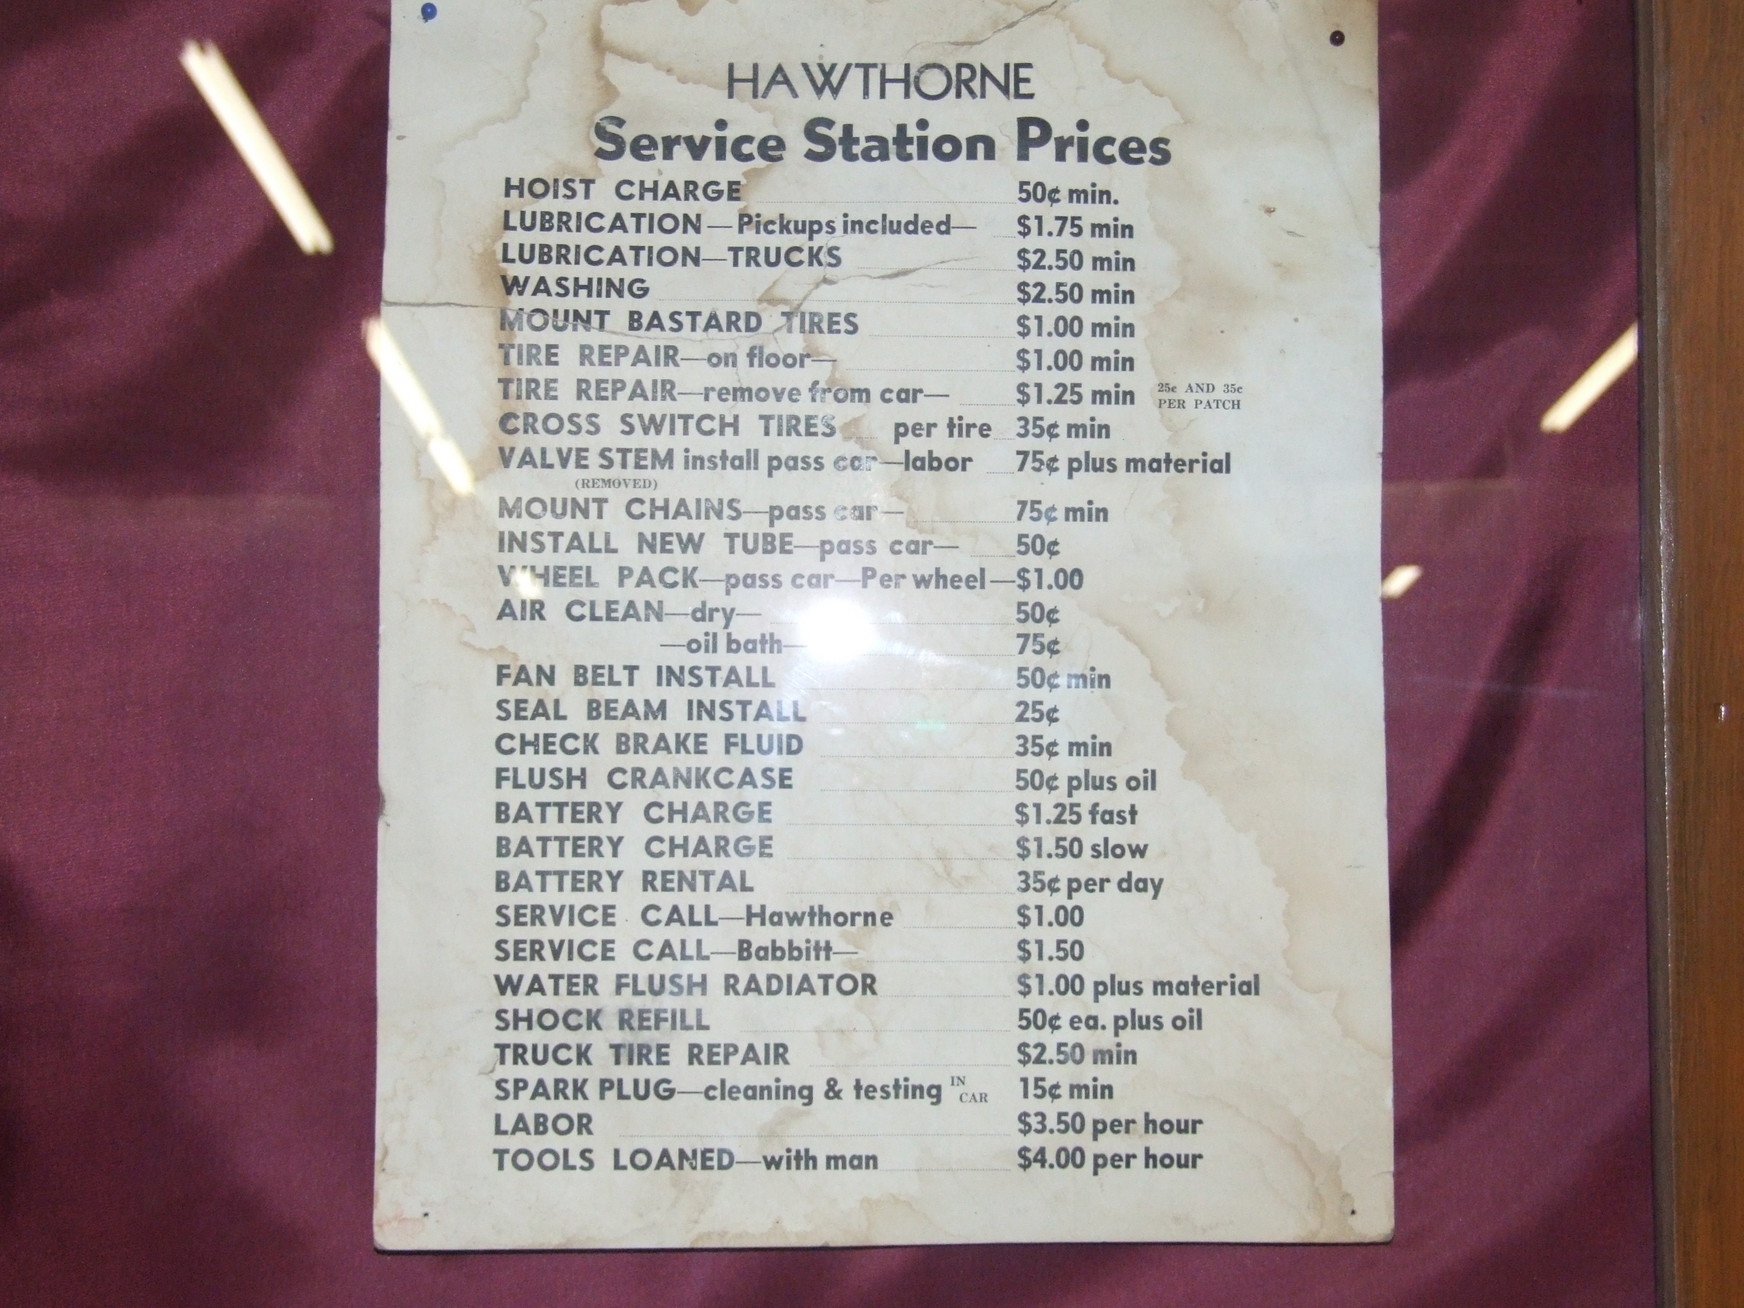 HAWTHORNE
Service Station Prices
HOIST CHARGE 50¢ min.
LUBRICATION—Pickups included— $1.75 min
LUBRICATION—TRUCKS $2.50 min
WASHING $2.50 min
MOUNT BASTARD TIRES $1.00 min
TIRE REPAIR—on floor— $1.00 min
TIRE REPAIR—remove from car— $1.25 min 25c AND 35c PER PATCH
CROSS SWITCH TIRES per tire 35¢ min
VALVE STEM install pass car—labor 75¢ plus material
(REMOVED)
MOUNT CHAINS—pass car— 75¢ min
INSTALL NEW TUBE—pass car— 50¢
WHEEL PACK—pass car—Per wheel—$1.00
AIR CLEAN—dry— 50¢
—oil bath— 75¢
FAN BELT INSTALL 50¢ min
SEAL BEAM INSTALL 25¢
CHECK BRAKE FLUID 35¢ min
FLUSH CRANKCASE 50¢ plus oil
BATTERY CHARGE $1.25 fast
BATTERY CHARGE $1.50 slow
BATTERY RENTAL 35¢ per day
SERVICE CALL—Hawthorne $1.00
SERVICE CALL—Babbitt— $1.50
WATER FLUSH RADIATOR $1.00 plus material
SHOCK REFILL 50¢ ea. plus oil
TRUCK TIRE REPAIR $2.50 min
SPARK PLUG—cleaning & testing IN CAR 15¢ min
LABOR $3.50 per hour
TOOLS LOANED—with man $4.00 per hour